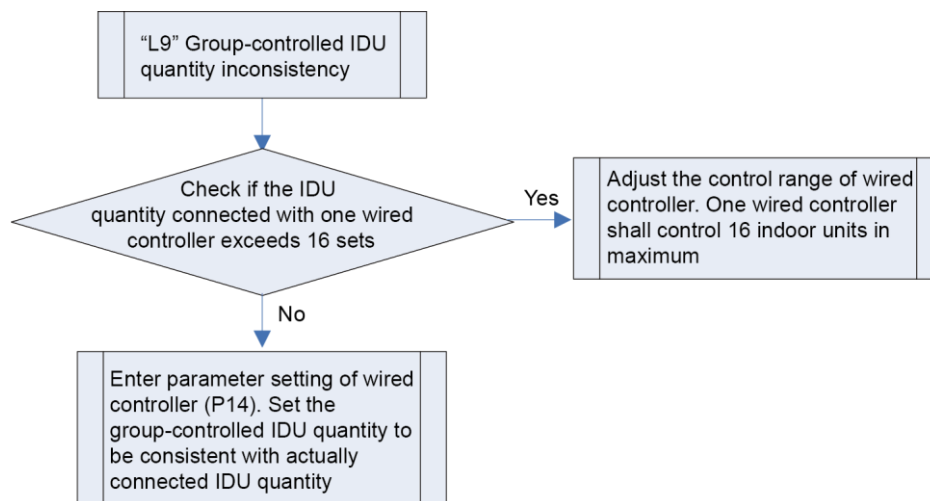 “L9” Group-controlled IDU
quantity inconsistency
Check if the IDU
quantity connected with one wired
controller exceeds 16 sets
Yes
Adjust the control range of wired
controller. One wired controller
shall control 16 indoor units in
maximum
No
Enter parameter setting of wired
controller (P14). Set the
group-controlled IDU quantity to
be consistent with actually
connected IDU quantity